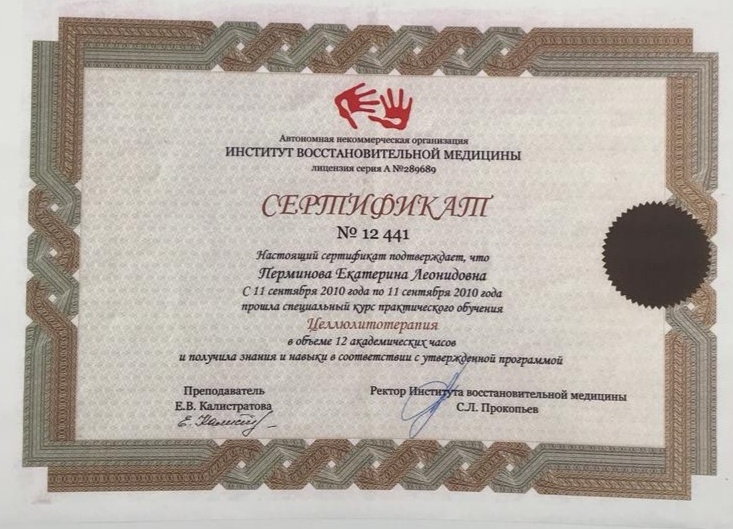 Автономная некоммерческая организация
ИНСТИТУТ ВОССТАНОВИТЕЛЬНОЙ МЕДИЦИНЫ
лицензия серия А №289689
СЕРТИФИКАТ
№ 12 441
Настоящий сертификат подтверждает, что
Перминова Екатерина Леонидовна
С 11 сентября 2010 года по 11 сентября 2010 года
прошла специальный курс практического обучения
Целлюлитотерапия
в объеме 12 академических часов
и получила знания и навыки в соответствии с утвержденной программой
Преподаватель
Е.В. Калистратова
Ректор Института восстановительной медицины
С.Л. Прокопьев